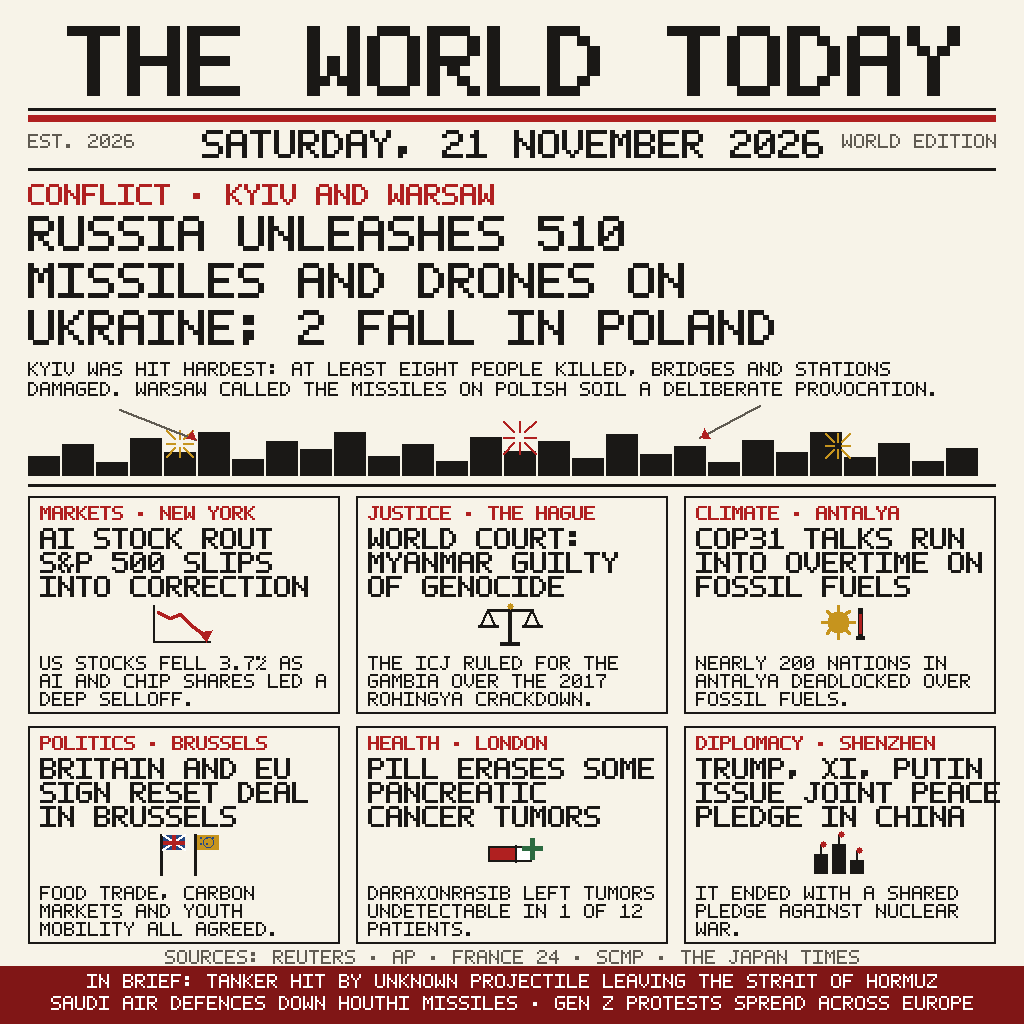 THE WORLD TODAY
EST. 2026
SATURDAY, 21 NOVEMBER 2026
WORLD EDITION
CONFLICT · KYIV AND WARSAW
RUSSIA UNLEASHES 510
MISSILES AND DRONES ON
UKRAINE; 2 FALL IN POLAND
KYIV WAS HIT HARDEST: AT LEAST EIGHT PEOPLE KILLED, BRIDGES AND STATIONS
DAMAGED. WARSAW CALLED THE MISSILES ON POLISH SOIL A DELIBERATE PROVOCATION.
MARKETS · NEW YORK
AI STOCK ROUT
S&P 500 SLIPS
INTO CORRECTION
US STOCKS FELL 3.7% AS
AI AND CHIP SHARES LED A
DEEP SELLOFF.
JUSTICE · THE HAGUE
WORLD COURT:
MYANMAR GUILTY
OF GENOCIDE
THE ICJ RULED FOR THE
GAMBIA OVER THE 2017
ROHINGYA CRACKDOWN.
CLIMATE · ANTALYA
COP31 TALKS RUN
INTO OVERTIME ON
FOSSIL FUELS
NEARLY 200 NATIONS IN
ANTALYA DEADLOCKED OVER
FOSSIL FUELS.
POLITICS · BRUSSELS
BRITAIN AND EU
SIGN RESET DEAL
IN BRUSSELS
FOOD TRADE, CARBON
MARKETS AND YOUTH
MOBILITY ALL AGREED.
HEALTH · LONDON
PILL ERASES SOME
PANCREATIC
CANCER TUMORS
DARAXONRASIB LEFT TUMORS
UNDETECTABLE IN 1 OF 12
PATIENTS.
DIPLOMACY · SHENZHEN
TRUMP, XI, PUTIN
ISSUE JOINT PEACE
PLEDGE IN CHINA
IT ENDED WITH A SHARED
PLEDGE AGAINST NUCLEAR
WAR.
SOURCES: REUTERS · AP · FRANCE 24 · SCMP · THE JAPAN TIMES
IN BRIEF: TANKER HIT BY UNKNOWN PROJECTILE LEAVING THE STRAIT OF HORMUZ
SAUDI AIR DEFENCES DOWN HOUTHI MISSILES · GEN Z PROTESTS SPREAD ACROSS EUROPE